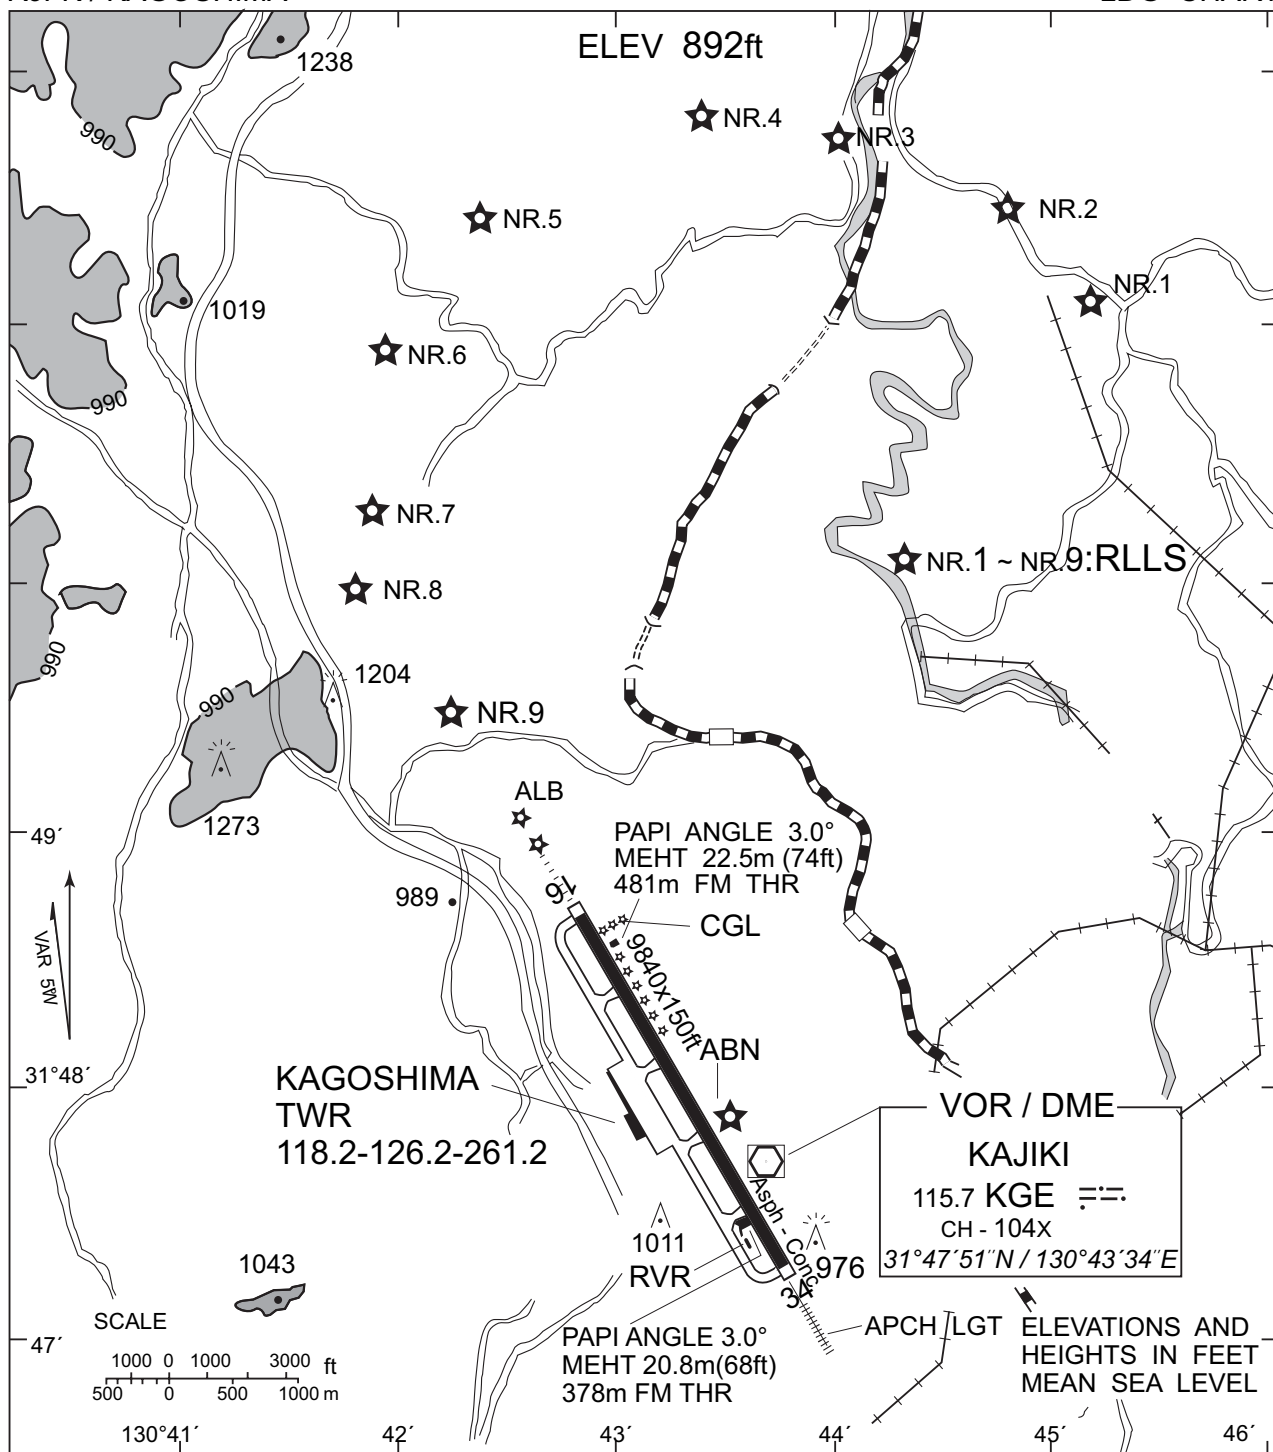 ELEV 892ft
1238
NR.4
NR.3
990
NR.5
NR.2
NR.1
1019
NR.6
990
NR.7
NR.1 ~ NR.9:RLLS
NR.8
990
1204
990
NR.9
ALB
1273
49´
PAPI ANGLE 3.0°
MEHT 22.5m (74ft)
481m FM THR
16
989
CGL
VAR 5W
9840x150ft
ABN
31°48´
KAGOSHIMA
TWR
118.2-126.2-261.2
VOR / DME
KAJIKI
115.7 KGE
CH - 104X
31°47´51˝N / 130°43´34˝E
Asph - Conc
1011
RVR
976
34
1043
SCALE
APCH LGT
ELEVATIONS AND
HEIGHTS IN FEET
MEAN SEA LEVEL
47´
PAPI ANGLE 3.0°
MEHT 20.8m(68ft)
378m FM THR
1000 0 1000 3000 ft
500 0 500 1000 m
130°41´ 42´ 43´ 44´ 45´ 46´